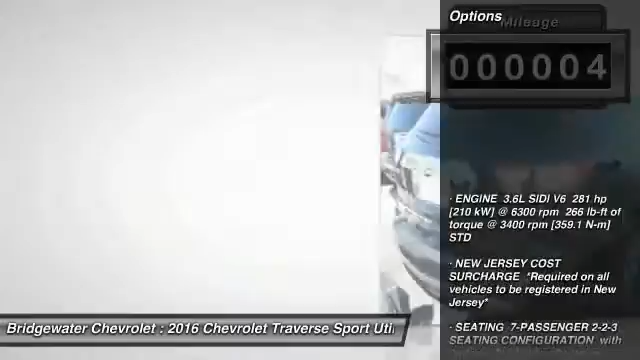 Options
Mileage
000004
· ENGINE 3.6L SIDI V6 281 hp
[210 kW] @ 6300 rpm 266 lb-ft of
torque @ 3400 rpm [359.1 N-m]
STD
· NEW JERSEY COST
SURCHARGE *Required on all
vehicles to be registered in New
Jersey*
· SEATING 7-PASSENGER 2-2-3
SEATING CONFIGURATION with
Bridgewater Chevrolet : 2016 Chevrolet Traverse Sport Uti